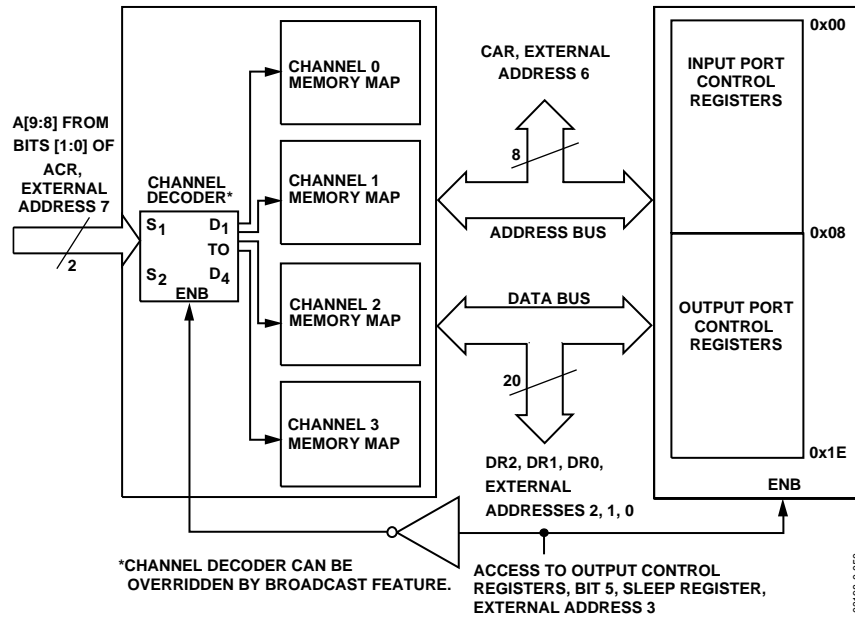 0x00
CHANNEL 0
MEMORY MAP
CAR, EXTERNAL
ADDRESS 6
INPUT PORT
CONTROL
REGISTERS
A[9:8] FROM
BITS [1:0] OF
ACR,
EXTERNAL
ADDRESS 7
2
CHANNEL
DECODER*
S1 D1
TO
S2 D4
ENB
CHANNEL 1
MEMORY MAP
8
ADDRESS BUS
0x08
CHANNEL 2
MEMORY MAP
DATA BUS
OUTPUT PORT
CONTROL
REGISTERS
20
CHANNEL 3
MEMORY MAP
DR2, DR1, DR0,
EXTERNAL
ADDRESSES 2, 1, 0
0x1E
ENB
*CHANNEL DECODER CAN BE
OVERRIDDEN BY BROADCAST FEATURE.
ACCESS TO OUTPUT CONTROL
REGISTERS, BIT 5, SLEEP REGISTER,
EXTERNAL ADDRESS 3